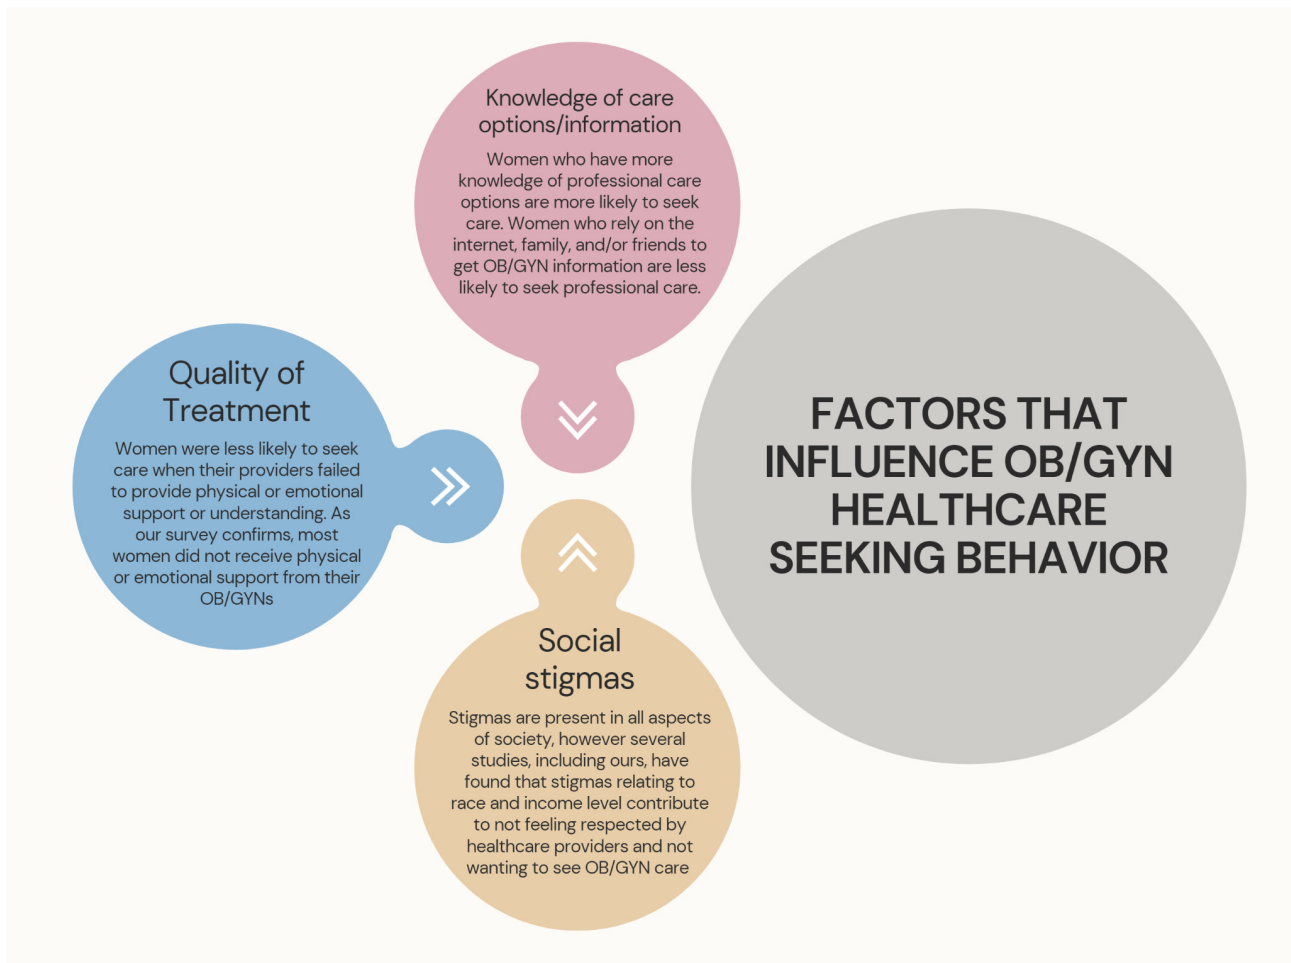 Knowledge of care
options/information
Women who have more
knowledge of professional care
options are more likely to seek
care. Women who rely on the
internet, family, and/or friends to
get OB/GYN information are less
likely to seek professional care.
Quality of
Treatment
Women were less likely to seek
care when their providers failed
to provide physical or emotional
support or understanding. As
our survey confirms, most
women did not receive physical
or emotional support from their
OB/GYNs
Social
stigmas
Stigmas are present in all aspects
of society, however several
studies, including ours, have
found that stigmas relating to
race and income level contribute
to not feeling respected by
healthcare providers and not
wanting to see OB/GYN care
FACTORS THAT
INFLUENCE OB/GYN
HEALTHCARE
SEEKING BEHAVIOR